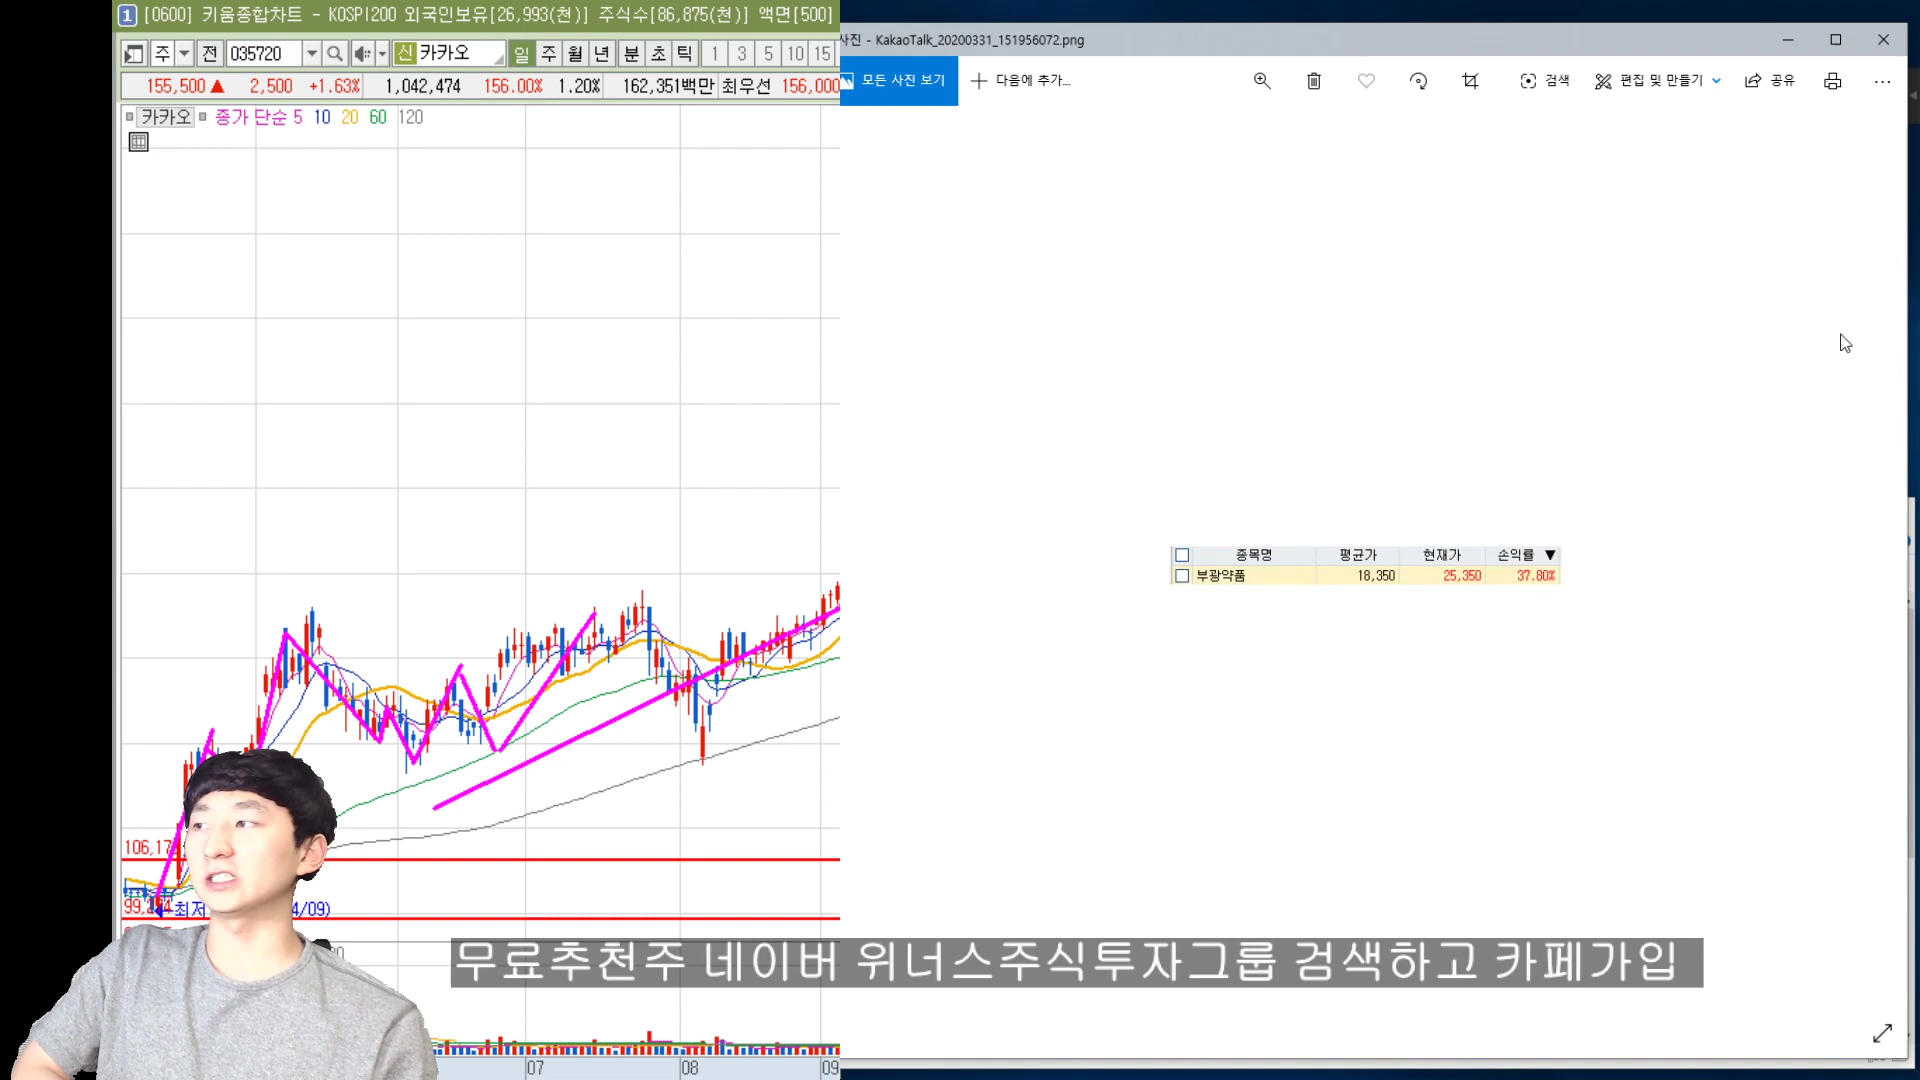 1 [0600] 키움종합차트 - KOSPI200 외국인보유[26,993(천)] 주식수[86,875(천)] 액면[500]
주 전 035720 신 카카오 일 주 월 년 분 초 틱 1 3 5 10 15
155,500 ▲ 2,500 +1.63% 1,042,474 156.00% 1.20% 162,351백만 최우선 156,000
카카오 종가 단순 5 10 20 60 120
106,17
99, 최저 4/09)
07 08 09
사진 - KakaoTalk_20200331_151956072.png
모든 사진 보기 다음에 추가... 검색 편집 및 만들기 공유
종목명 평균가 현재가 손익률 ▼
부광약품 18,350 25,350 37.80%
무료추천주 네이버 위너스주식투자그룹 검색하고 카페가입